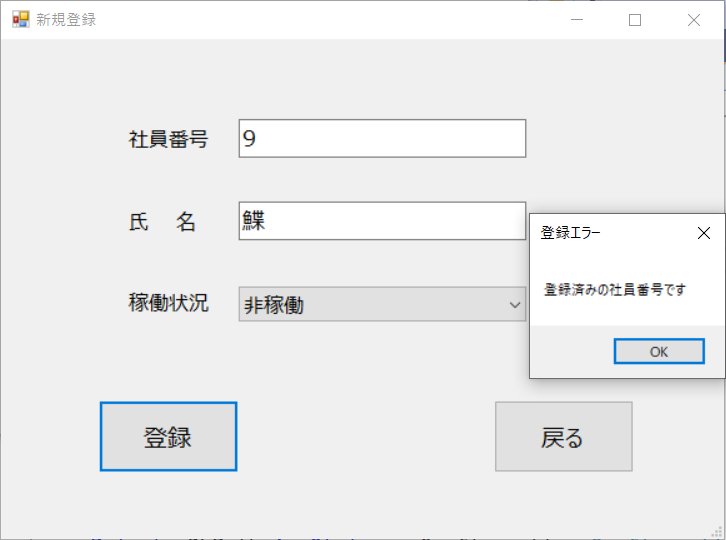 新規登録
社員番号 9
氏 名 鰈
稼働状況 非稼働
登録エラー
登録済みの社員番号です
OK
登録 戻る